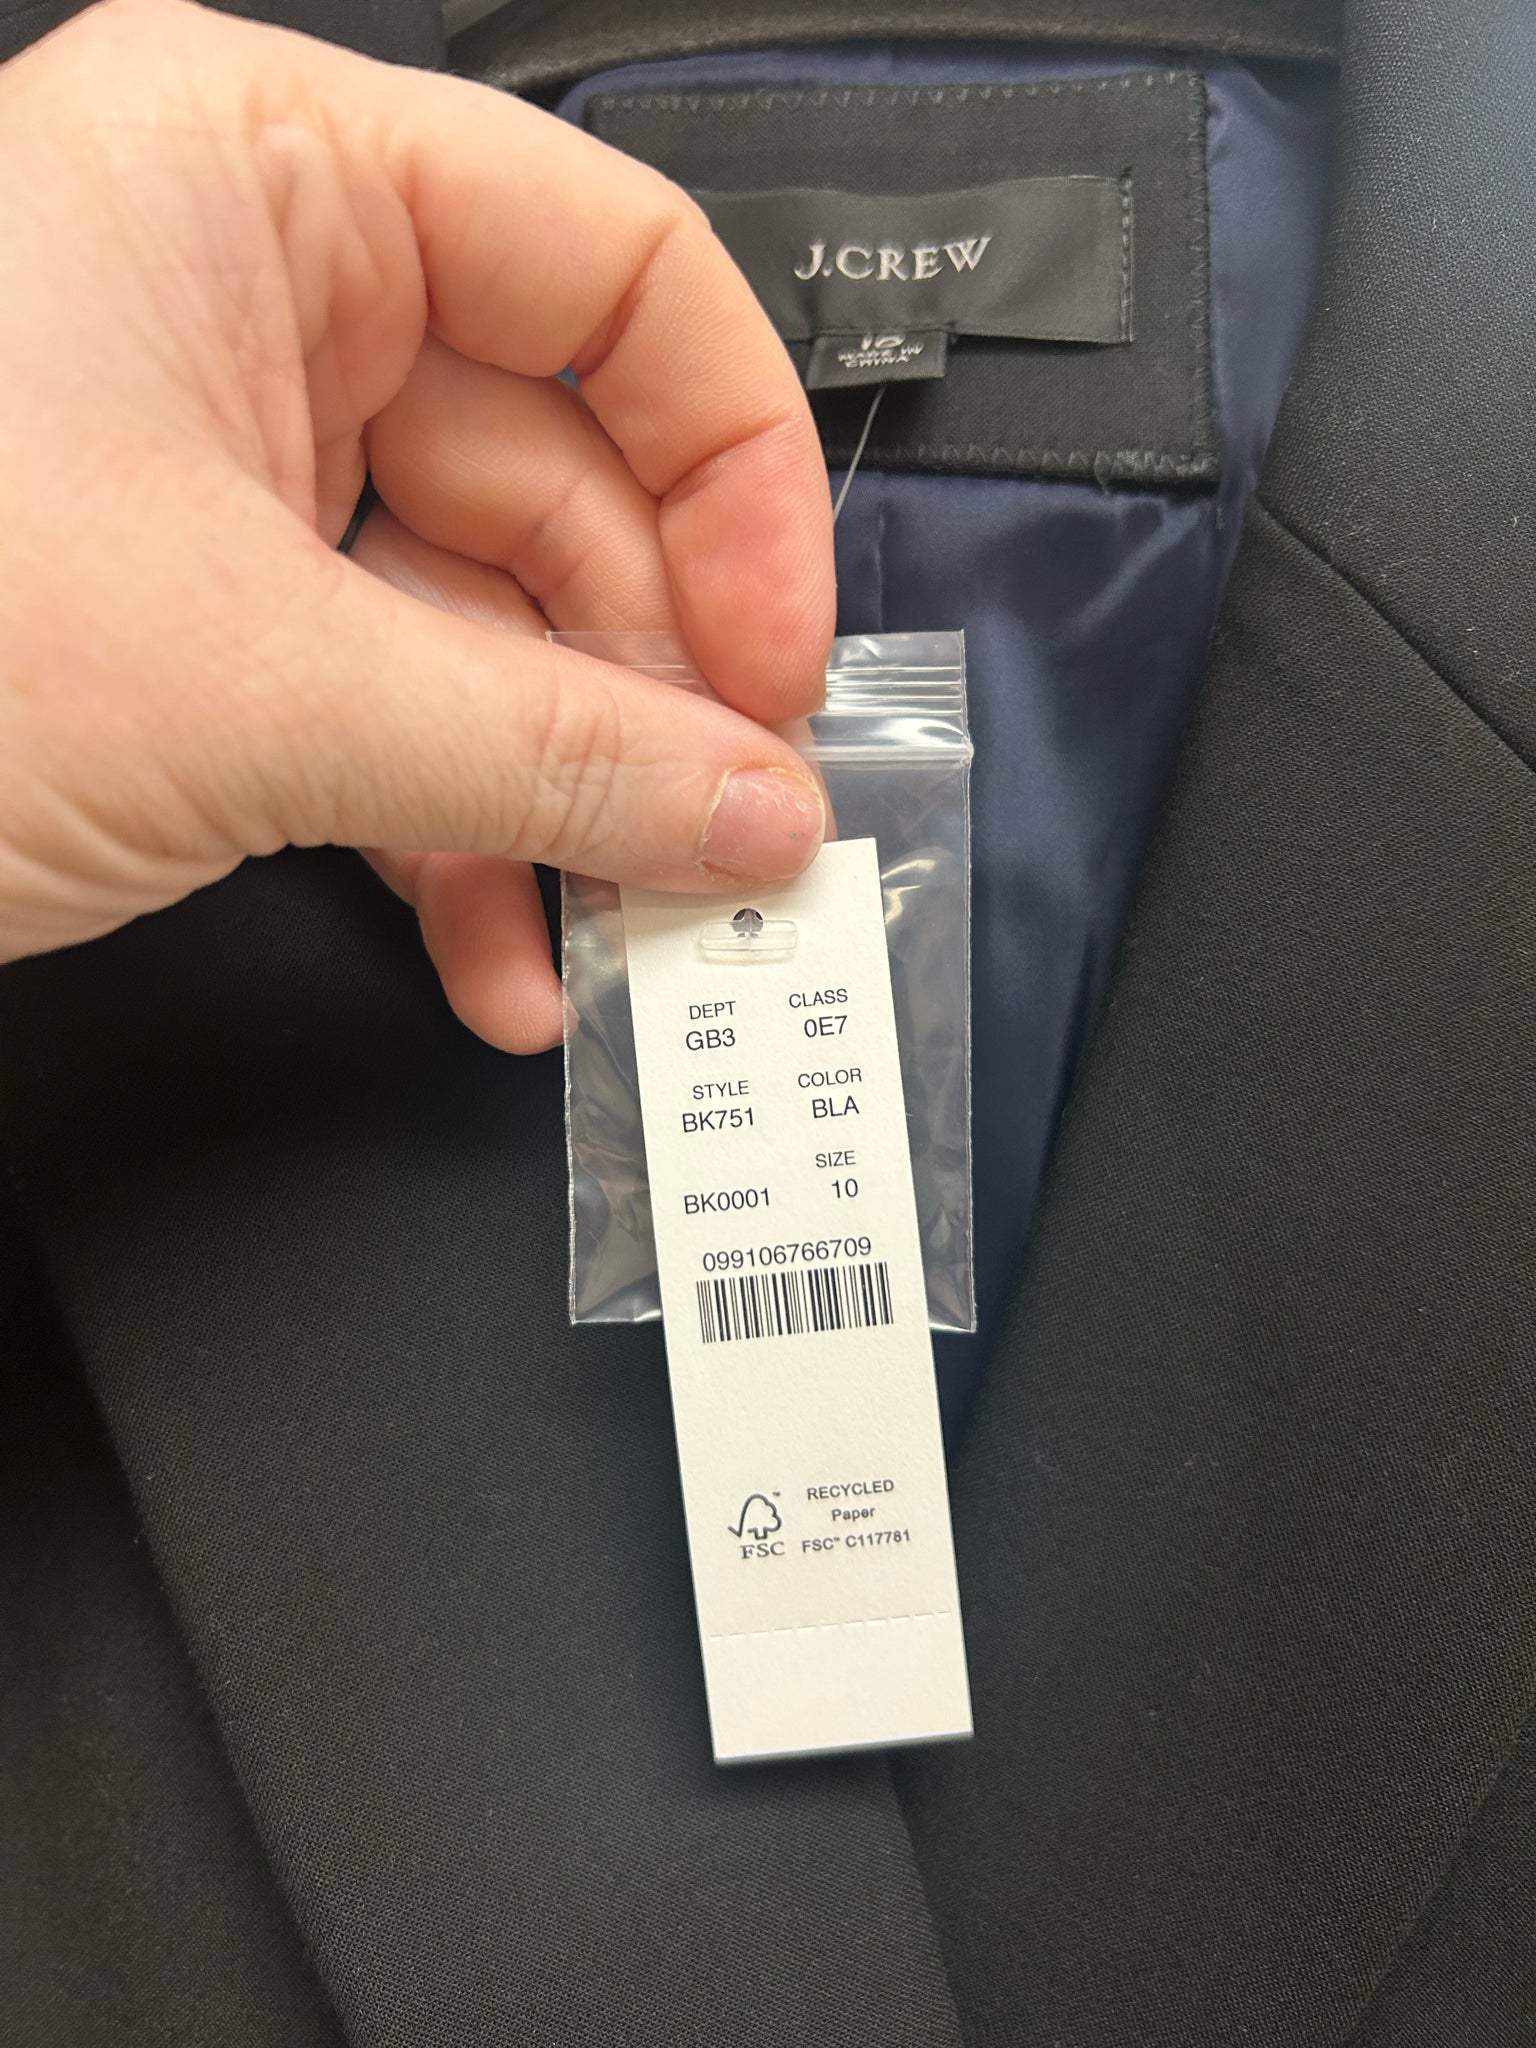 J.CREW
10
MADE IN
CHINA
DEPT CLASS
GB3 0E7
STYLE COLOR
BK751 BLA
SIZE
BK0001 10
099106766709
FSC™
RECYCLED
Paper
FSC™ C117781